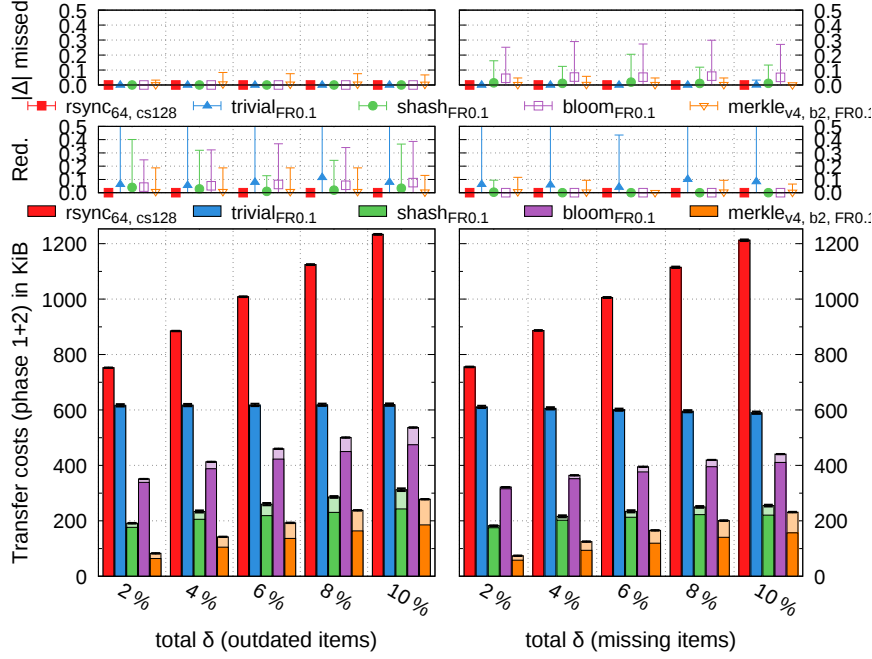 |Δ| missed
0.5 0.5
0.4 0.4
0.3 0.3
0.2 0.2
0.1 0.1
0.0 0.0
rsync64, cs128 trivialFR0.1 shashFR0.1 bloomFR0.1 merklev4, b2, FR0.1
Red.
0.5 0.5
0.4 0.4
0.3 0.3
0.2 0.2
0.1 0.1
0.0 0.0
rsync64, cs128 trivialFR0.1 shashFR0.1 bloomFR0.1 merklev4, b2, FR0.1
Transfer costs (phase 1+2) in KiB
1200 1200
1000 1000
800 800
600 600
400 400
200 200
0 0
2 % 4 % 6 % 8 % 10 % 2 % 4 % 6 % 8 % 10 %
total δ (outdated items) total δ (missing items)